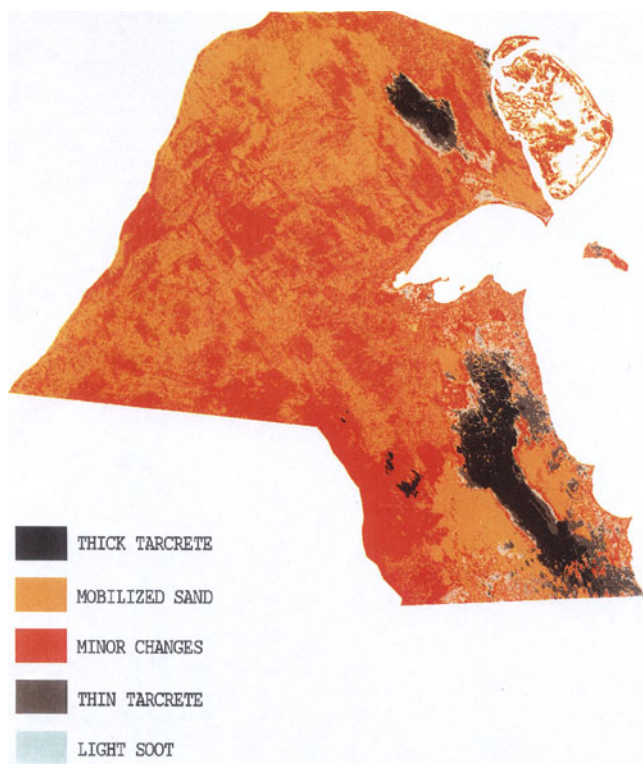 THICK TARCRETE
MOBILIZED SAND
MINOR CHANGES
THIN TARCRETE
LIGHT SOOT